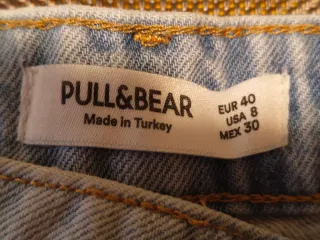 PULL&BEAR
Made in Turkey
EUR 40
USA 8
MEX 30